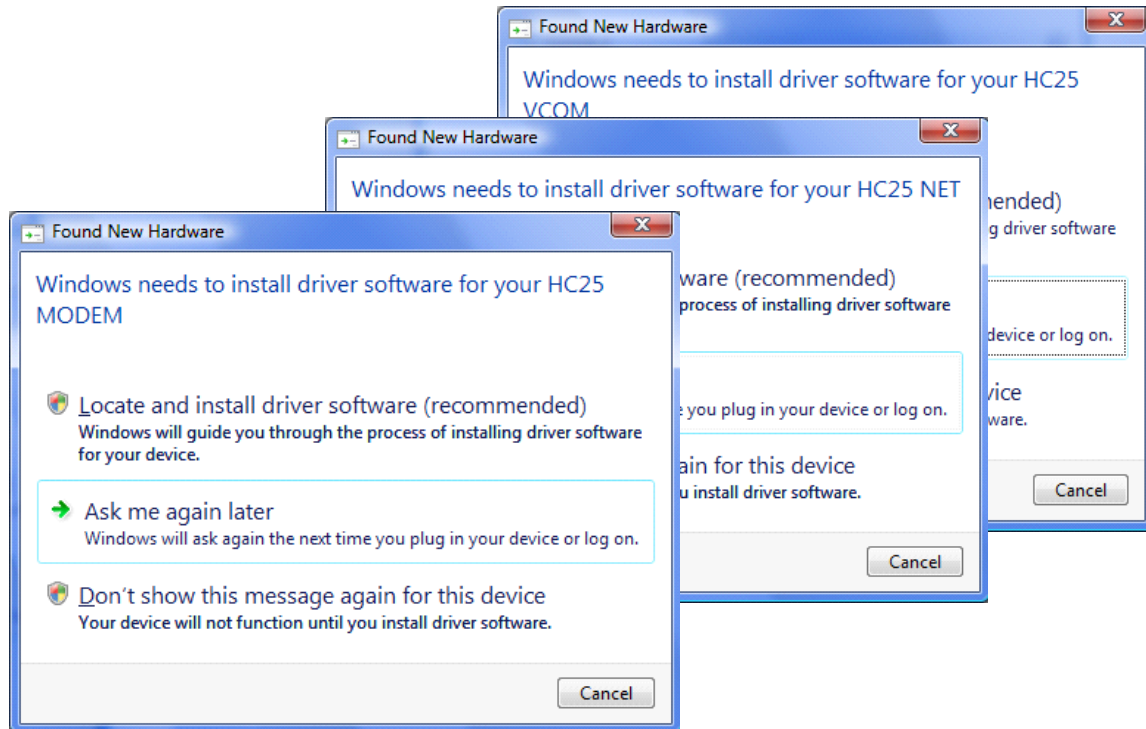 Found New Hardware
Windows needs to install driver software for your HC25
VCOM
ended)
g driver software
device or log on.
vice
ware.
Cancel
Found New Hardware
Windows needs to install driver software for your HC25 NET
ware (recommended)
process of installing driver software
you plug in your device or log on.
ain for this device
u install driver software.
Cancel
Found New Hardware
Windows needs to install driver software for your HC25
MODEM
Locate and install driver software (recommended)
Windows will guide you through the process of installing driver software
for your device.
Ask me again later
Windows will ask again the next time you plug in your device or log on.
Don't show this message again for this device
Your device will not function until you install driver software.
Cancel